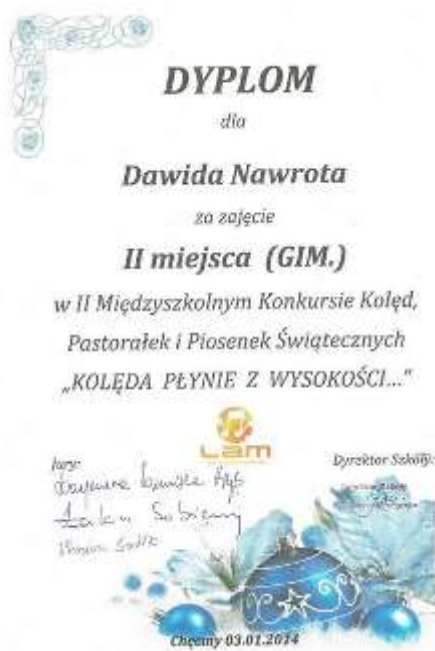 DYPLOM
dla
Dawida Nawrota
za zajęcie
II miejsca (GIM.)
w II Międzyszkolnym Konkursie Kolęd,
Pastorałek i Piosenek Świątecznych
„KOLĘDA PŁYNIE Z WYSOKOŚCI..."
Lam
Jury:
Dyrektor Szkoły:
Chęciny 03.01.2014